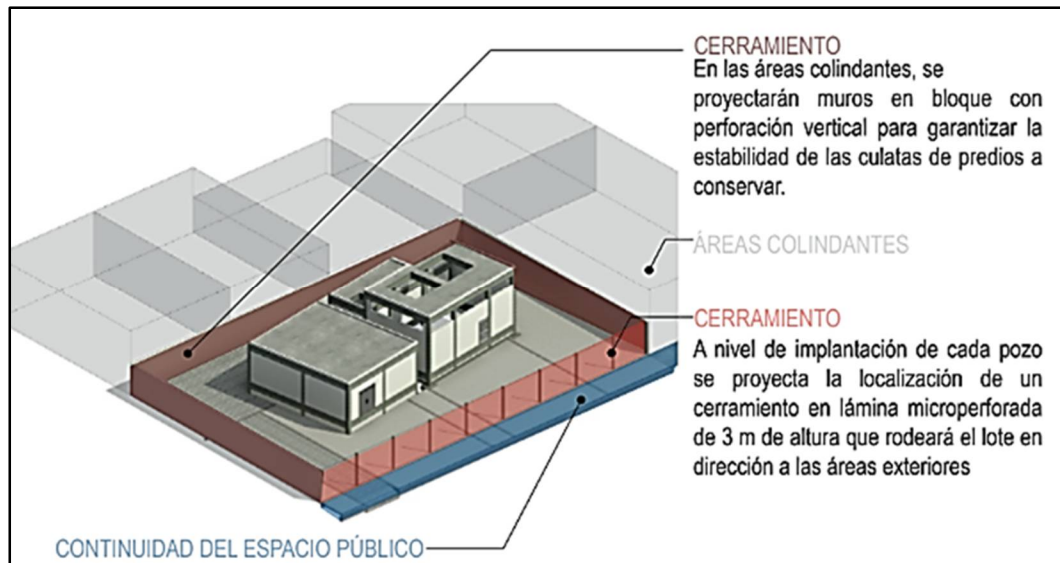 CERRAMIENTO
En las áreas colindantes, se
proyectarán muros en bloque con
perforación vertical para garantizar la
estabilidad de las culatas de predios a
conservar.
ÁREAS COLINDANTES
CERRAMIENTO
A nivel de implantación de cada pozo
se proyecta la localización de un
cerramiento en lámina microperforada
de 3 m de altura que rodeará el lote en
dirección a las áreas exteriores
CONTINUIDAD DEL ESPACIO PÚBLICO